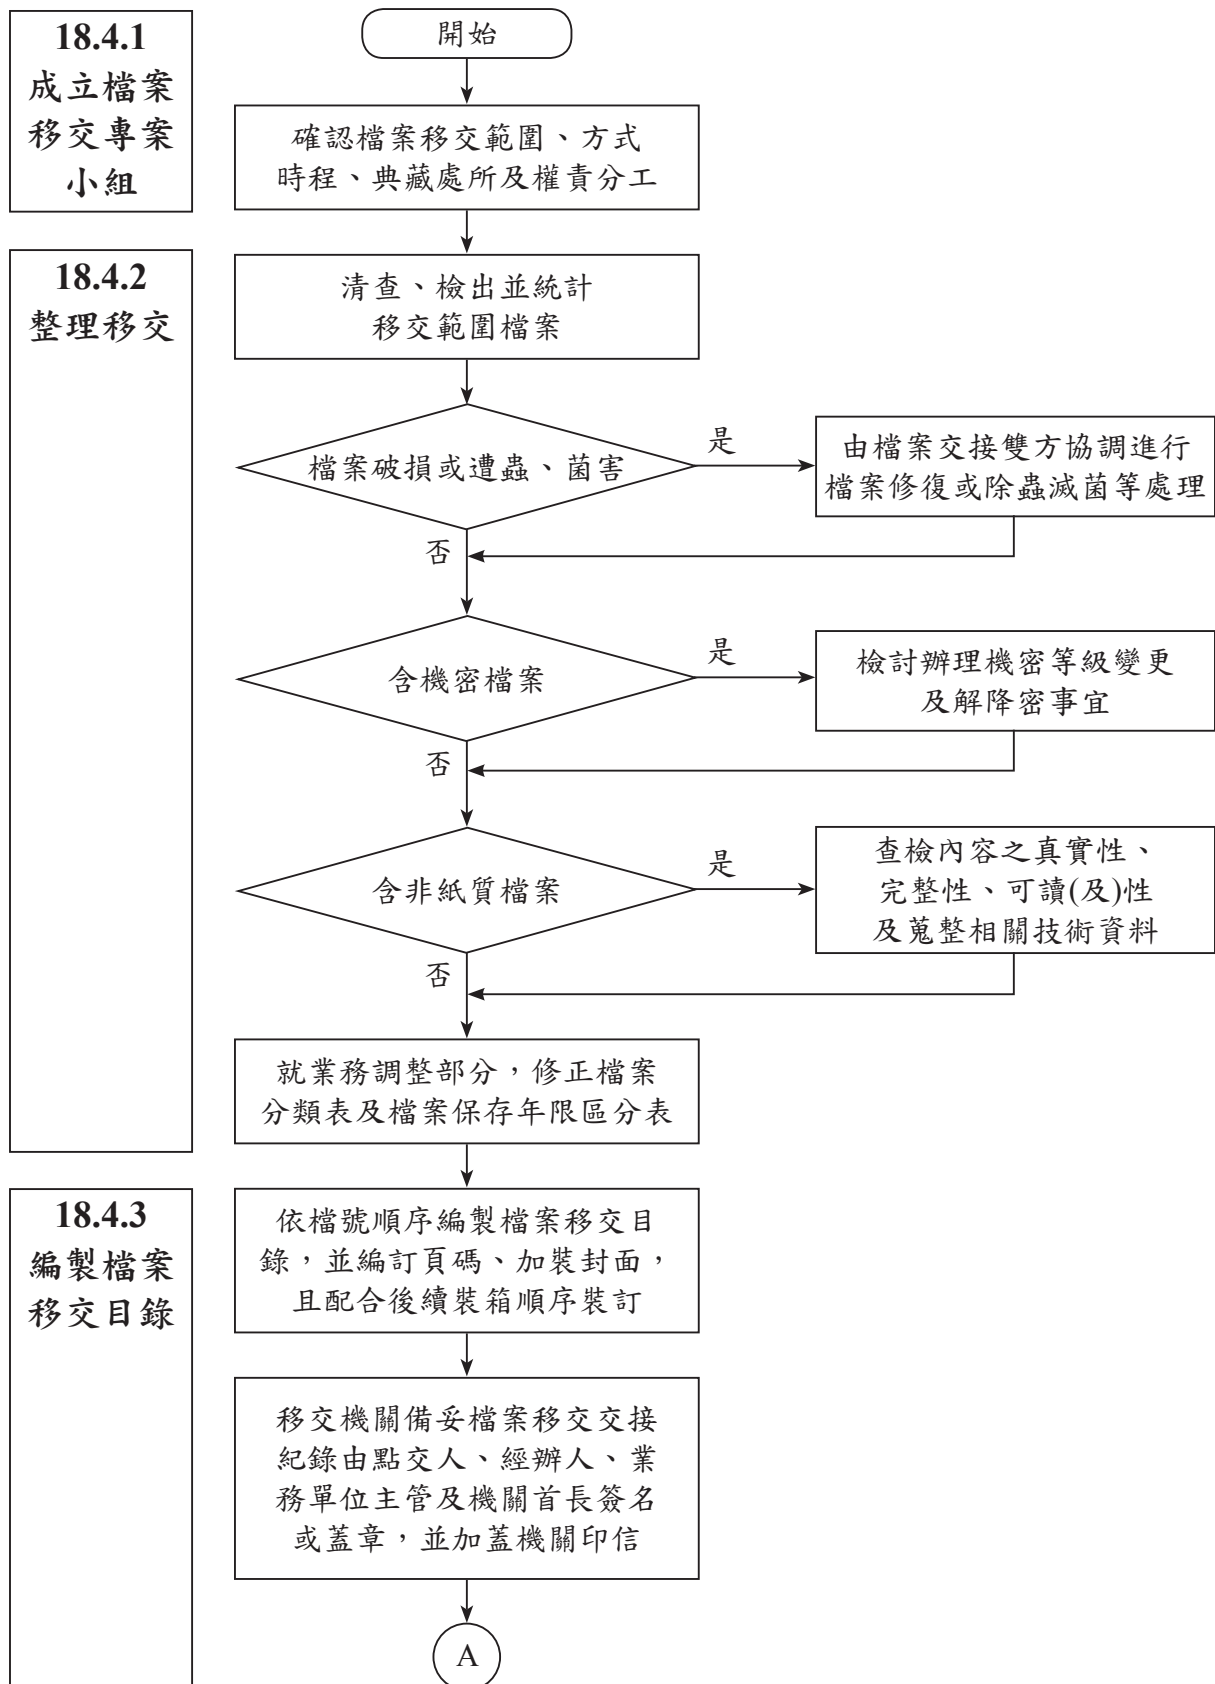 18.4.1
成立檔案
移交專案
小組
開始
確認檔案移交範圍、方式
時程、典藏處所及權責分工
18.4.2
整理移交
清查、檢出並統計
移交範圍檔案
檔案破損或遭蟲、菌害
是
由檔案交接雙方協調進行
檔案修復或除蟲滅菌等處理
否
含機密檔案
是
檢討辦理機密等級變更
及解降密事宜
否
含非紙質檔案
是
查檢內容之真實性、
完整性、可讀(及)性
及蒐整相關技術資料
否
就業務調整部分，修正檔案
分類表及檔案保存年限區分表
18.4.3
編製檔案
移交目錄
依檔號順序編製檔案移交目
錄，並編訂頁碼、加裝封面，
且配合後續裝箱順序裝訂
移交機關備妥檔案移交交接
紀錄由點交人、經辦人、業
務單位主管及機關首長簽名
或蓋章，並加蓋機關印信
A